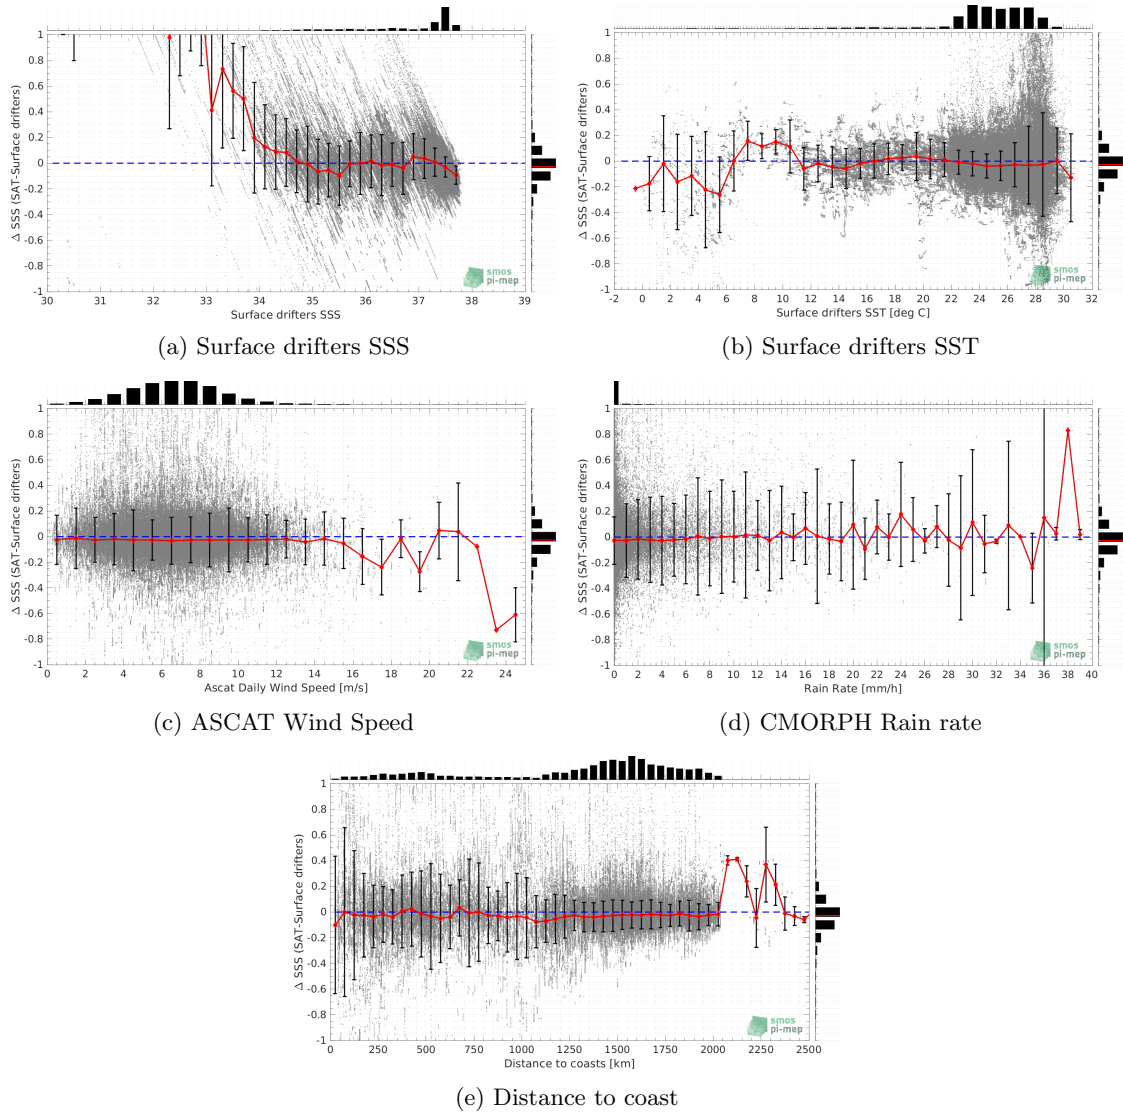 1
0.8
0.6
0.4
0.2
0
-0.2
-0.4
-0.6
-0.8
-1
Δ SSS (SAT-Surface drifters)
30 31 32 33 34 35 36 37 38 39
Surface drifters SSS
smos
pi-mep
(a) Surface drifters SSS
1
0.8
0.6
0.4
0.2
0
-0.2
-0.4
-0.6
-0.8
-1
Δ SSS (SAT-Surface drifters)
-2 0 2 4 6 8 10 12 14 16 18 20 22 24 26 28 30 32
Surface drifters SST [deg C]
smos
pi-mep
(b) Surface drifters SST
1
0.8
0.6
0.4
0.2
0
-0.2
-0.4
-0.6
-0.8
-1
Δ SSS (SAT-Surface drifters)
0 2 4 6 8 10 12 14 16 18 20 22 24
Ascat Daily Wind Speed [m/s]
smos
pi-mep
(c) ASCAT Wind Speed
1
0.8
0.6
0.4
0.2
0
-0.2
-0.4
-0.6
-0.8
-1
Δ SSS (SAT-Surface drifters)
0 2 4 6 8 10 12 14 16 18 20 22 24 26 28 30 32 34 36 38 40
Rain Rate [mm/h]
smos
pi-mep
(d) CMORPH Rain rate
1
0.8
0.6
0.4
0.2
0
-0.2
-0.4
-0.6
-0.8
-1
Δ SSS (SAT-Surface drifters)
0 250 500 750 1000 1250 1500 1750 2000 2250 2500
Distance to coasts [km]
smos
pi-mep
(e) Distance to coast